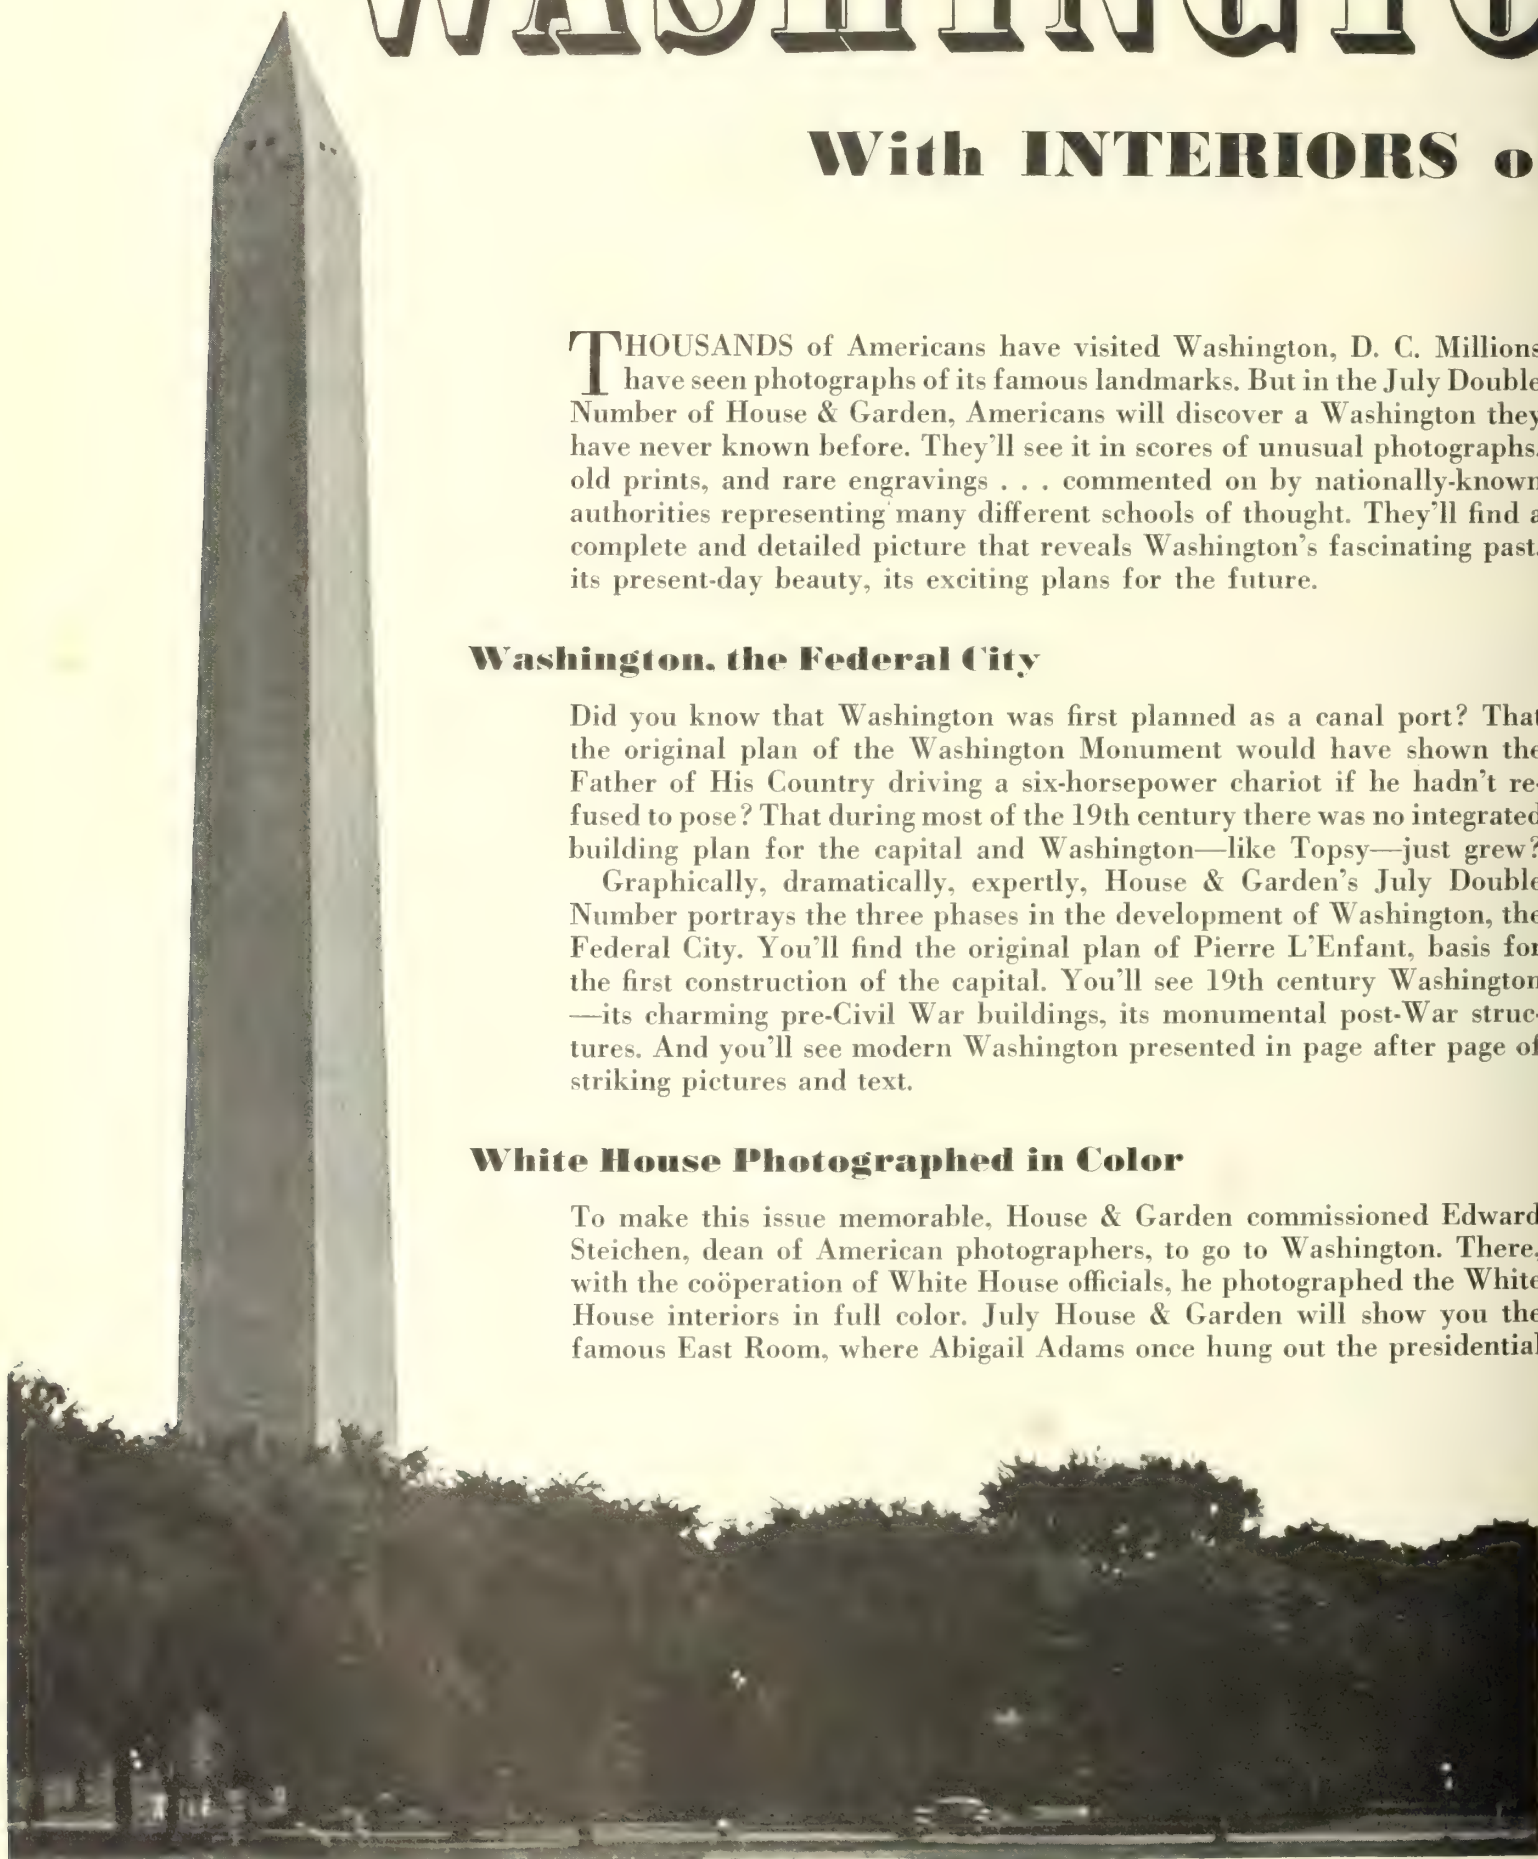 WASHINGTO
With INTERIORS o
THOUSANDS of Americans have visited Washington, D. C. Millions
have seen photographs of its famous landmarks. But in the July Double
Number of House & Garden, Americans will discover a Washington they
have never known before. They'll see it in scores of unusual photographs,
old prints, and rare engravings . . . commented on by nationally-known
authorities representing many different schools of thought. They'll find a
complete and detailed picture that reveals Washington's fascinating past,
its present-day beauty, its exciting plans for the future.
Washington, the Federal City
Did you know that Washington was first planned as a canal port? That
the original plan of the Washington Monument would have shown the
Father of His Country driving a six-horsepower chariot if he hadn't re-
fused to pose? That during most of the 19th century there was no integrated
building plan for the capital and Washington—like Topsy—just grew?
Graphically, dramatically, expertly, House & Garden's July Double
Number portrays the three phases in the development of Washington, the
Federal City. You'll find the original plan of Pierre L'Enfant, basis for
the first construction of the capital. You'll see 19th century Washington
—its charming pre-Civil War buildings, its monumental post-War struc-
tures. And you'll see modern Washington presented in page after page of
striking pictures and text.
White House Photographed in Color
To make this issue memorable, House & Garden commissioned Edward
Steichen, dean of American photographers, to go to Washington. There,
with the coöperation of White House officials, he photographed the White
House interiors in full color. July House & Garden will show you the
famous East Room, where Abigail Adams once hung out the presidential